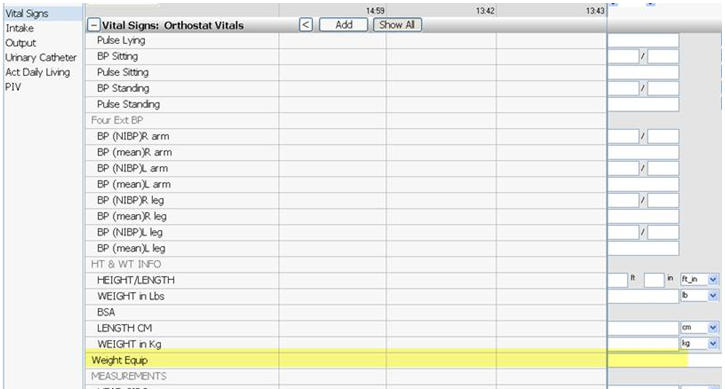 Vital Signs
Intake
Output
Urinary Catheter
Act Daily Living
PIV
14:59 13:42 13:43
Vital Signs: Orthostat Vitals < Add Show All
Pulse Lying
BP Sitting /
Pulse Sitting
BP Standing /
Pulse Standing
Four Ext BP
BP (NIBP)R arm /
BP (mean)R arm
BP (NIBP)L arm /
BP (mean)L arm
BP (NIBP)R leg /
BP (mean)R leg
BP (NIBP)L leg /
BP (mean)L leg
HT & WT INFO
HEIGHT/LENGTH ft in ft_in
WEIGHT in Lbs lb
BSA
LENGTH CM cm
WEIGHT in Kg kg
Weight Equip
MEASUREMENTS